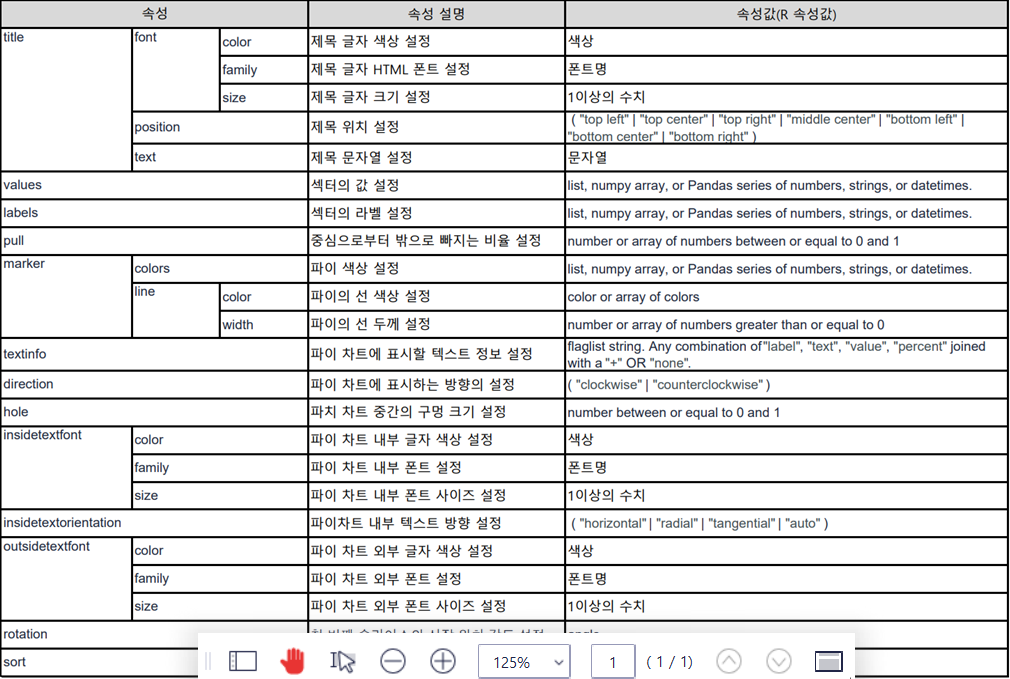 속성 속성 설명 속성값(R 속성값)
title font color 제목 글자 색상 설정 색상
family 제목 글자 HTML 폰트 설정 폰트명
size 제목 글자 크기 설정 1이상의 수치
position 제목 위치 설정 ( "top left" | "top center" | "top right" | "middle center" | "bottom left" |
"bottom center" | "bottom right" )
text 제목 문자열 설정 문자열
values 섹터의 값 설정 list, numpy array, or Pandas series of numbers, strings, or datetimes.
labels 섹터의 라벨 설정 list, numpy array, or Pandas series of numbers, strings, or datetimes.
pull 중심으로부터 밖으로 빠지는 비율 설정 number or array of numbers between or equal to 0 and 1
marker colors 파이 색상 설정 list, numpy array, or Pandas series of numbers, strings, or datetimes.
line color 파이의 선 색상 설정 color or array of colors
width 파이의 선 두께 설정 number or array of numbers greater than or equal to 0
textinfo 파이 차트에 표시할 텍스트 정보 설정 flaglist string. Any combination of "label", "text", "value", "percent" joined
with a "+" OR "none".
direction 파이 차트에 표시하는 방향의 설정 ( "clockwise" | "counterclockwise" )
hole 파치 차트 중간의 구멍 크기 설정 number between or equal to 0 and 1
insidetextfont color 파이 차트 내부 글자 색상 설정 색상
family 파이 차트 내부 폰트 설정 폰트명
size 파이 차트 내부 폰트 사이즈 설정 1이상의 수치
insidetextorientation 파이차트 내부 텍스트 방향 설정 ( "horizontal" | "radial" | "tangential" | "auto" )
outsidetextfont color 파이 차트 외부 글자 색상 설정 색상
family 파이 차트 외부 폰트 설정 폰트명
size 파이 차트 외부 폰트 사이즈 설정 1이상의 수치
rotation
sort
125% 1 ( 1 / 1 )